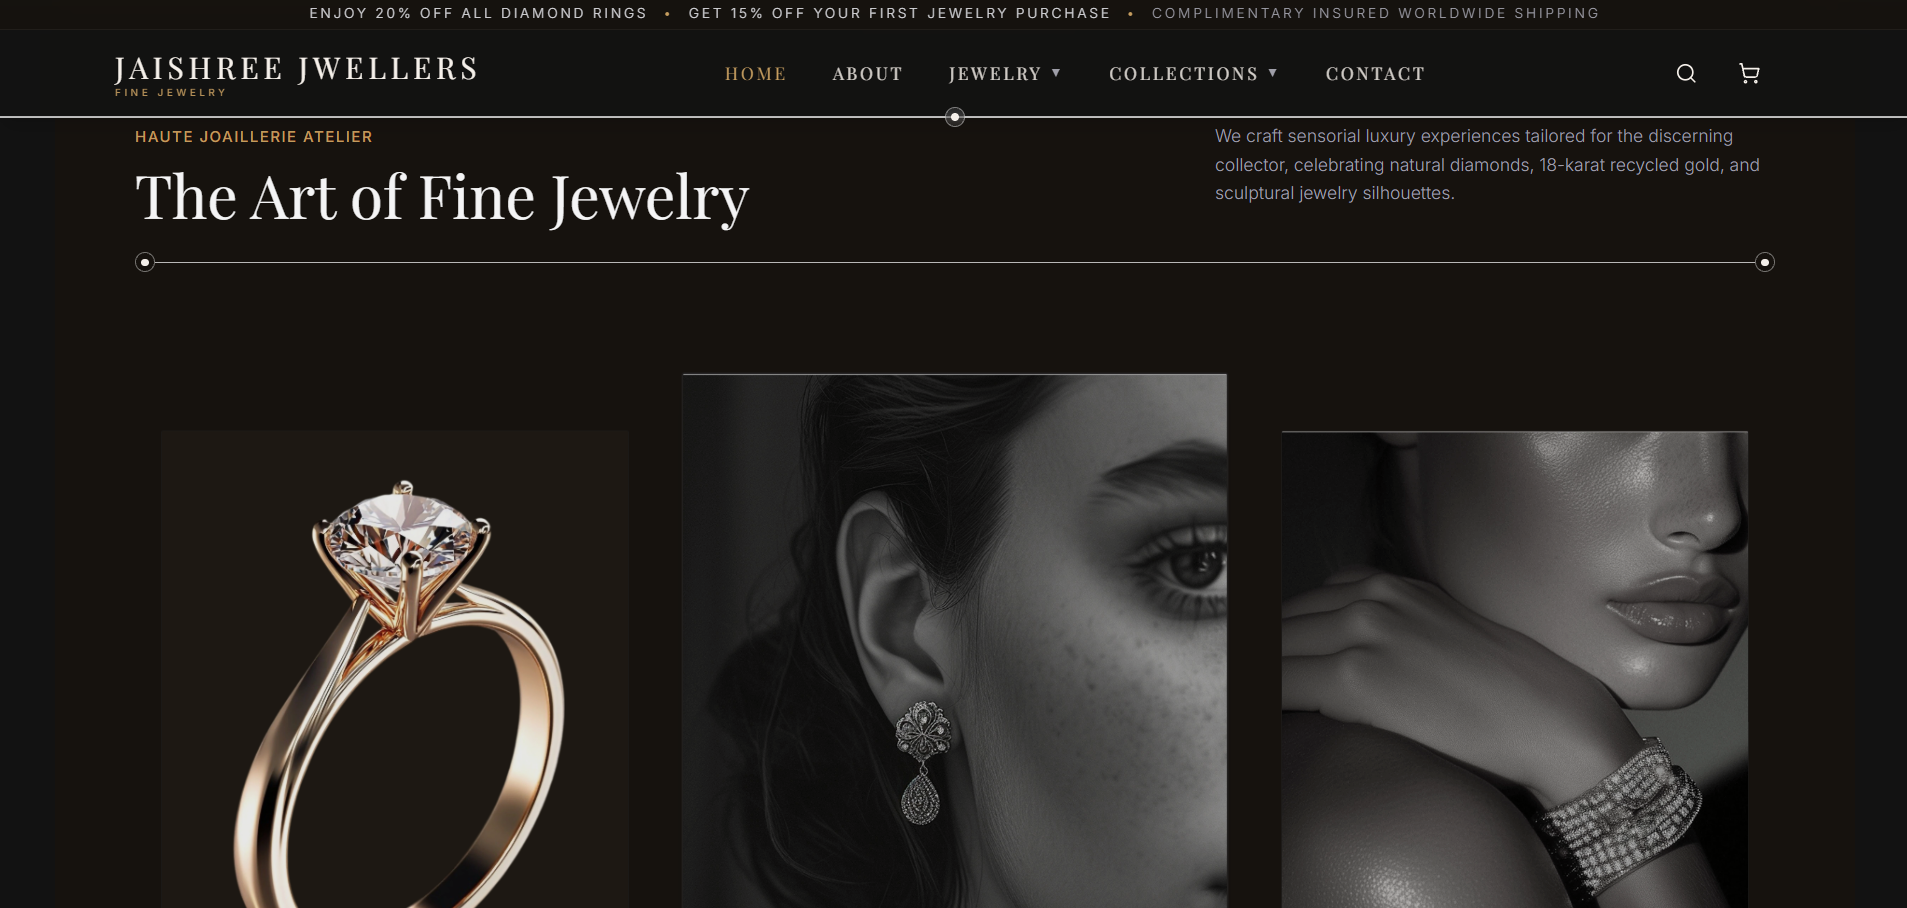 ENJOY 20% OFF ALL DIAMOND RINGS • GET 15% OFF YOUR FIRST JEWELRY PURCHASE • COMPLIMENTARY INSURED WORLDWIDE SHIPPING
JAISHREE JWELLERS
FINE JEWELRY
HOME ABOUT JEWELRY ▼ COLLECTIONS ▼ CONTACT
HAUTE JOAILLERIE ATELIER
The Art of Fine Jewelry
We craft sensorial luxury experiences tailored for the discerning
collector, celebrating natural diamonds, 18-karat recycled gold, and
sculptural jewelry silhouettes.